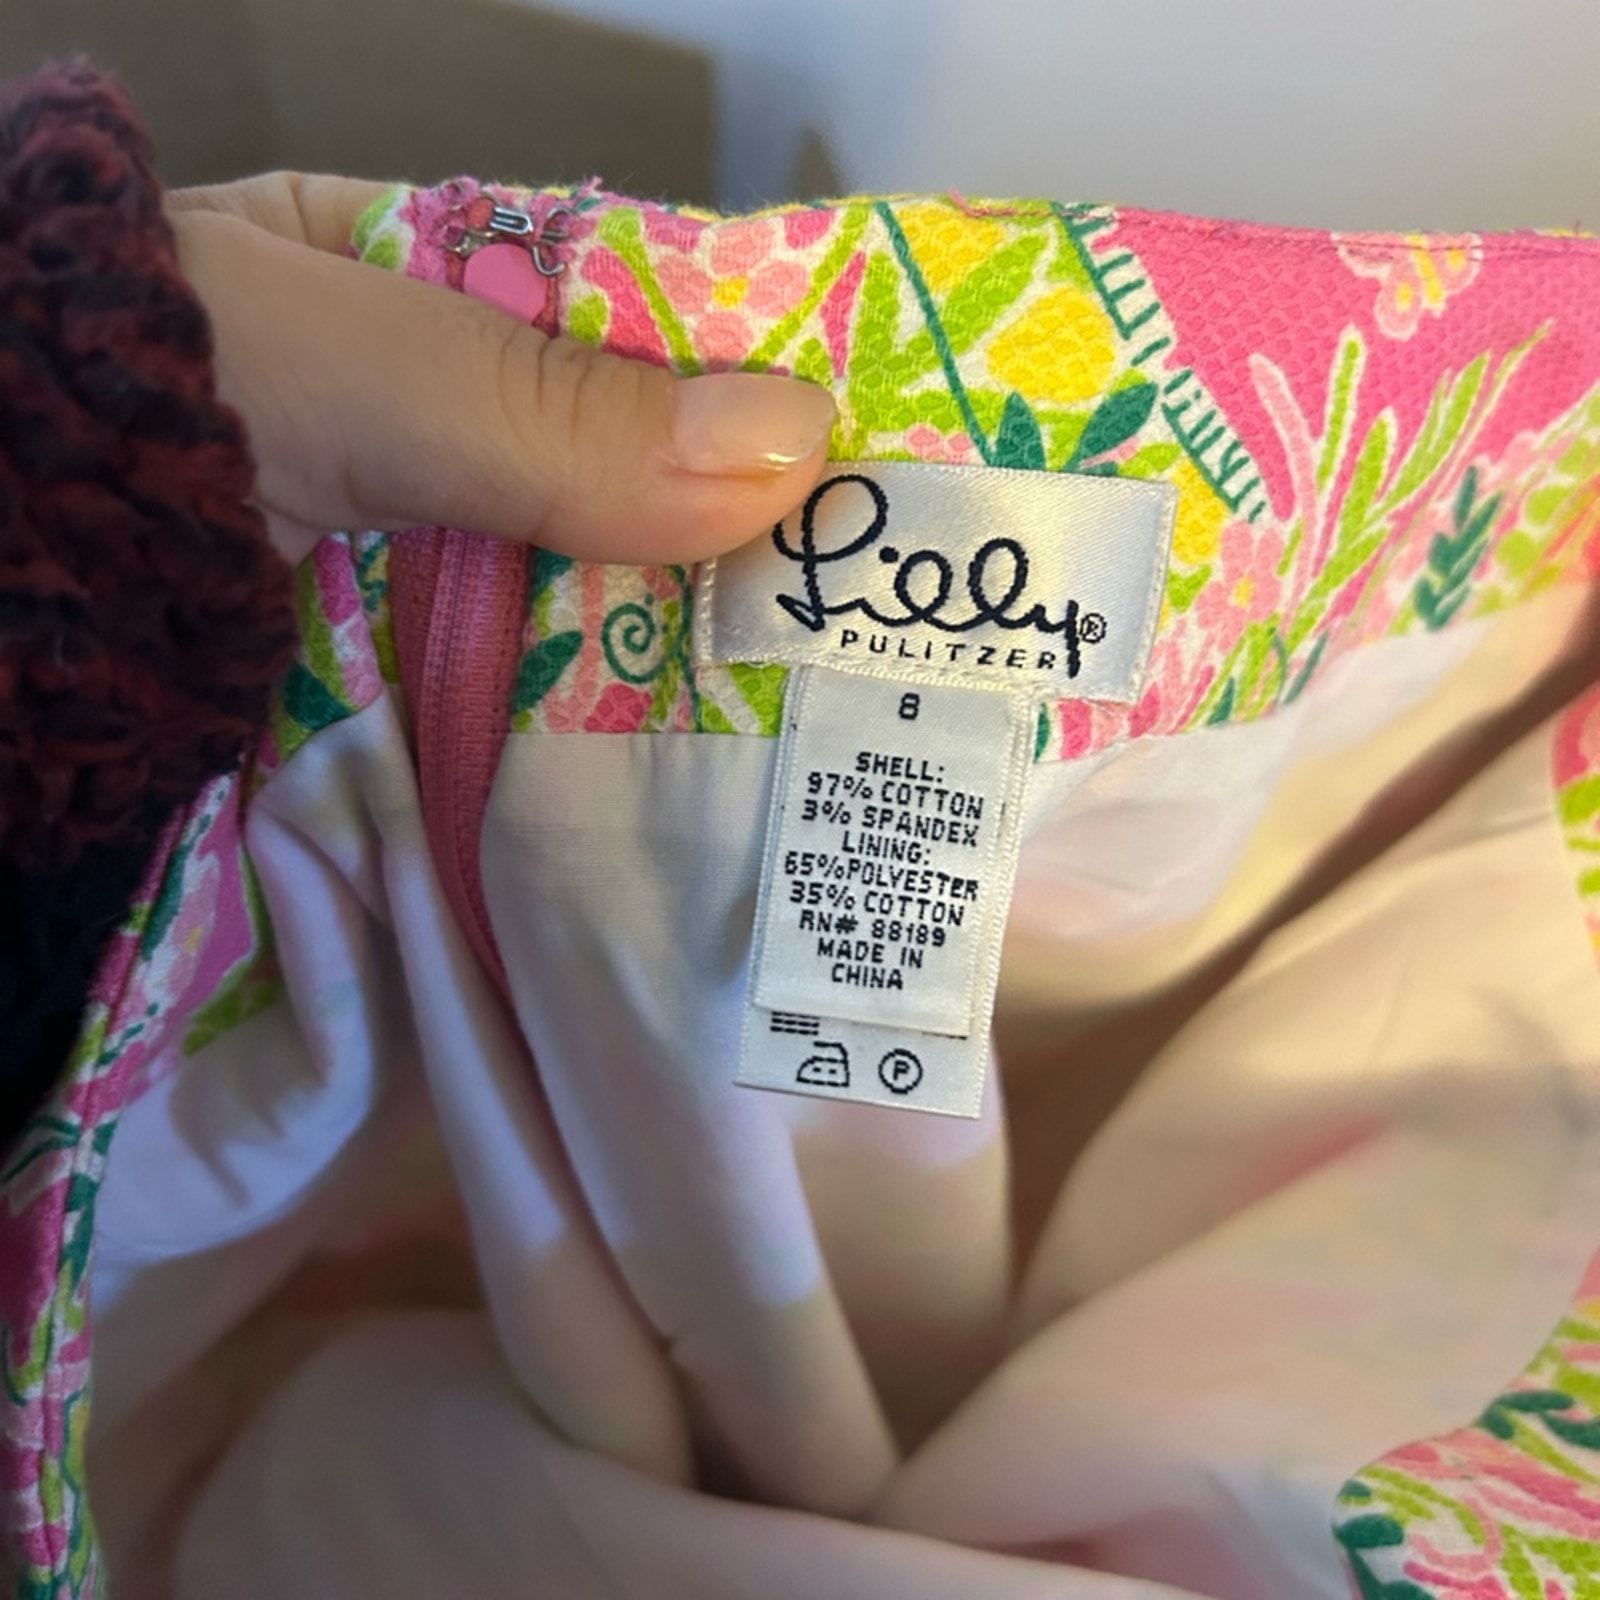 Lilly®
PULITZER
8
SHELL:
97% COTTON
3% SPANDEX
LINING:
65%POLYESTER
35% COTTON
RN# 88189
MADE IN
CHINA
P